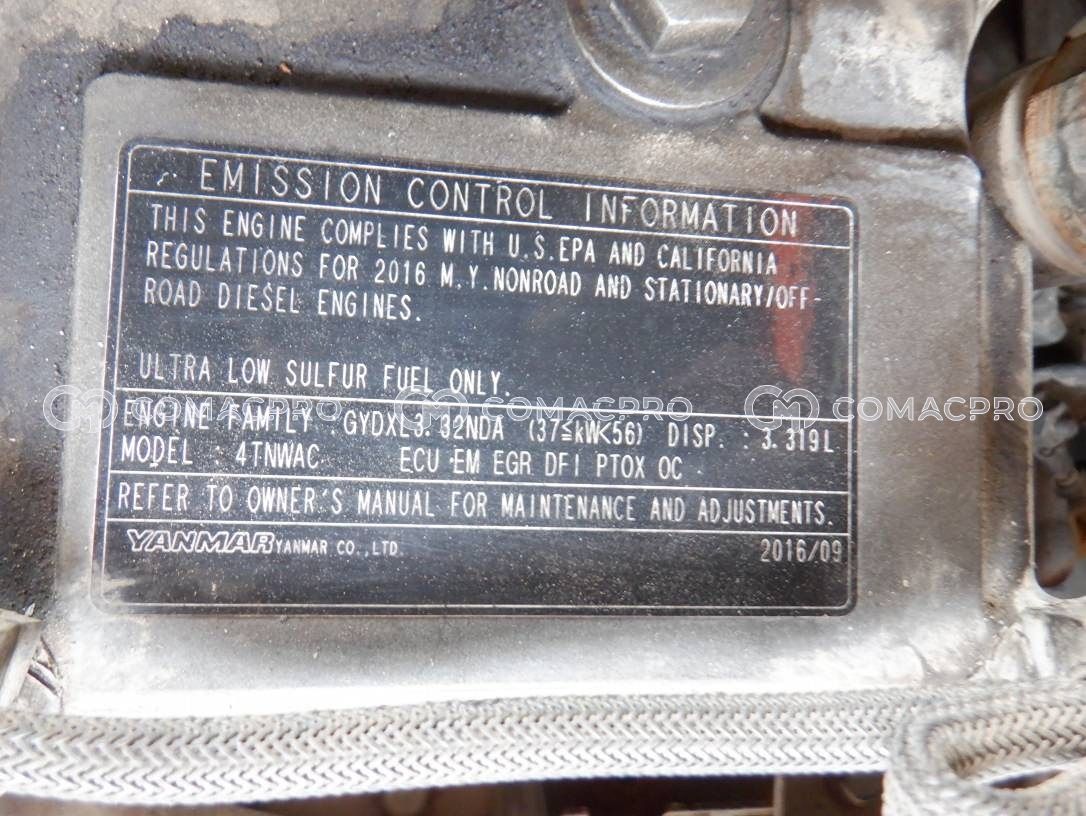 EMISSION CONTROL INFORMATION
THIS ENGINE COMPLIES WITH U.S.EPA AND CALIFORNIA
REGULATIONS FOR 2016 M.Y.NONROAD AND STATIONARY/OFF-
ROAD DIESEL ENGINES.
ULTRA LOW SULFUR FUEL ONLY.
COMACPRO COMACPRO COMACPRO
ENGINE FAMILY : GYDXL3.32NDA (37≦kW<56) DISP. : 3.319L
MODEL : 4TNWAC ECU EM EGR DFI PTOX OC
REFER TO OWNER'S MANUAL FOR MAINTENANCE AND ADJUSTMENTS.
YANMAR YANMAR CO.,LTD. 2016/09